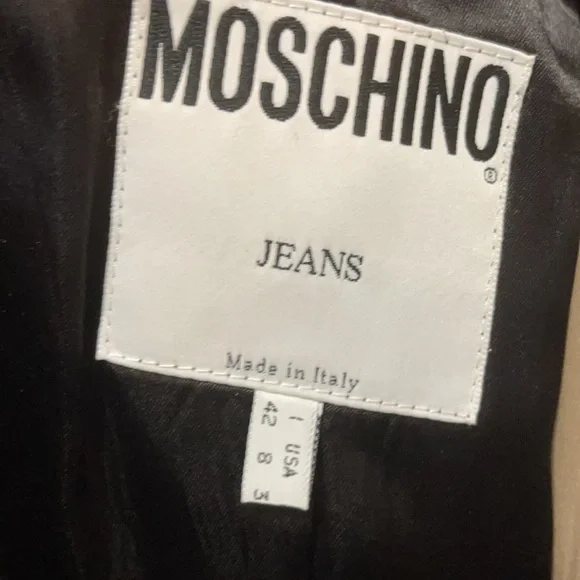 MOSCHINO
®
JEANS
Made in Italy
I USA
42 8 3